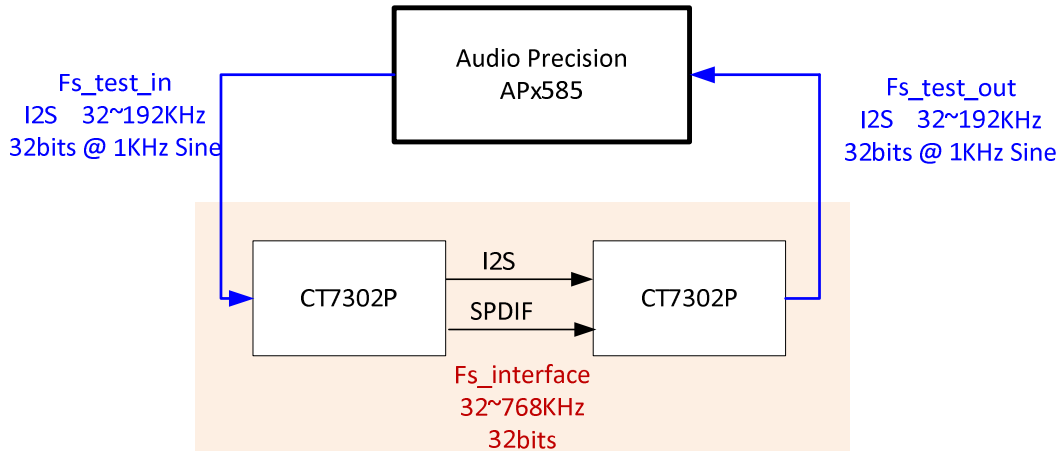 Audio Precision
APx585
Fs_test_in
I2S 32~192KHz
32bits @ 1KHz Sine
Fs_test_out
I2S 32~192KHz
32bits @ 1KHz Sine
CT7302P
I2S
SPDIF
CT7302P
Fs_interface
32~768KHz
32bits